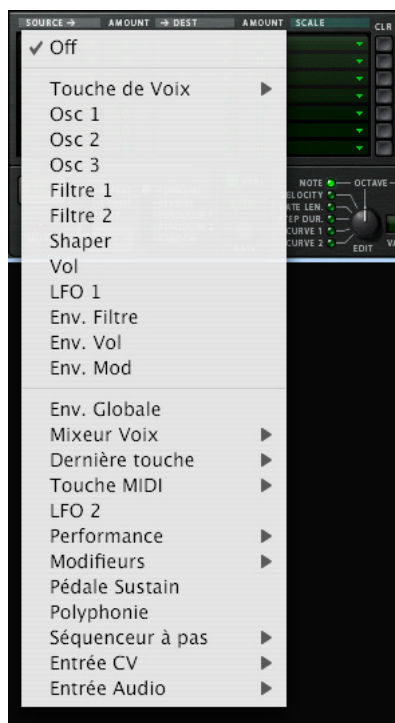 SOURCE → AMOUNT → DEST AMOUNT SCALE CLR
✓ Off
Touche de Voix ▶
Osc 1
Osc 2
Osc 3
Filtre 1
Filtre 2
Shaper
Vol
LFO 1
Env. Filtre
Env. Vol
Env. Mod
Env. Globale
Mixeur Voix ▶
Dernière touche ▶
Touche MIDI ▶
LFO 2
Performance ▶
Modifieurs ▶
Pédale Sustain
Polyphonie
Séquenceur à pas ▶
Entrée CV ▶
Entrée Audio ▶
NOTE OCTAVE
ELOCITY
ATE LEN.
EP DUR.
CURVE 1
CURVE 2
EDIT